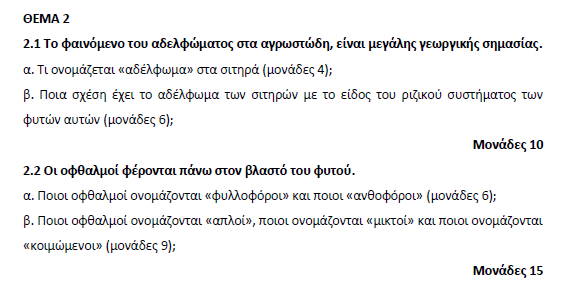 ΘΕΜΑ 2
2.1 Το φαινόμενο του αδελφώματος στα αγρωστώδη, είναι μεγάλης γεωργικής σημασίας.
α. Τι ονομάζεται «αδέλφωμα» στα σιτηρά (μονάδες 4);
β. Ποια σχέση έχει το αδέλφωμα των σιτηρών με το είδος του ριζικού συστήματος των
φυτών αυτών (μονάδες 6);
Μονάδες 10
2.2 Οι οφθαλμοί φέρονται πάνω στον βλαστό του φυτού.
α. Ποιοι οφθαλμοί ονομάζονται «φυλλοφόροι» και ποιοι «ανθοφόροι» (μονάδες 6);
β. Ποιοι οφθαλμοί ονομάζονται «απλοί», ποιοι ονομάζονται «μικτοί» και ποιοι ονομάζονται
«κοιμώμενοι» (μονάδες 9);
Μονάδες 15